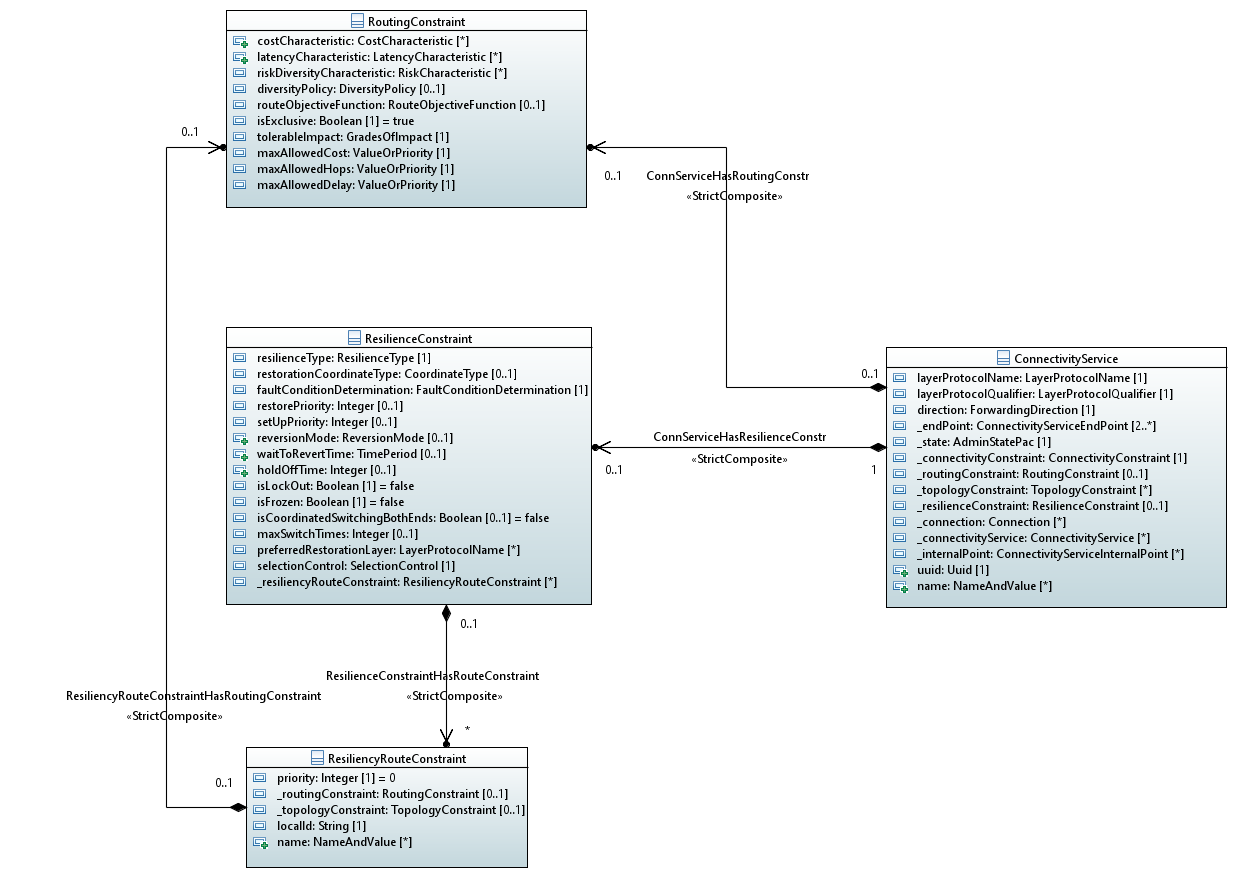 RoutingConstraint
costCharacteristic: CostCharacteristic [*]
latencyCharacteristic: LatencyCharacteristic [*]
riskDiversityCharacteristic: RiskCharacteristic [*]
diversityPolicy: DiversityPolicy [0..1]
routeObjectiveFunction: RouteObjectiveFunction [0..1]
isExclusive: Boolean [1] = true
tolerableImpact: GradesOfImpact [1]
maxAllowedCost: ValueOrPriority [1]
maxAllowedHops: ValueOrPriority [1]
maxAllowedDelay: ValueOrPriority [1]
0..1
0..1
ConnServiceHasRoutingConstr
«StrictComposite»
ResilienceConstraint
resilienceType: ResilienceType [1]
restorationCoordinateType: CoordinateType [0..1]
faultConditionDetermination: FaultConditionDetermination [1]
restorePriority: Integer [0..1]
setUpPriority: Integer [0..1]
reversionMode: ReversionMode [0..1]
waitToRevertTime: TimePeriod [0..1]
holdOffTime: Integer [0..1]
isLockOut: Boolean [1] = false
isFrozen: Boolean [1] = false
isCoordinatedSwitchingBothEnds: Boolean [0..1] = false
maxSwitchTimes: Integer [0..1]
preferredRestorationLayer: LayerProtocolName [*]
selectionControl: SelectionControl [1]
_resiliencyRouteConstraint: ResiliencyRouteConstraint [*]
0..1
ConnServiceHasResilienceConstr
«StrictComposite»
0..1
1
ConnectivityService
layerProtocolName: LayerProtocolName [1]
layerProtocolQualifier: LayerProtocolQualifier [1]
direction: ForwardingDirection [1]
_endPoint: ConnectivityServiceEndPoint [2..*]
_state: AdminStatePac [1]
_connectivityConstraint: ConnectivityConstraint [1]
_routingConstraint: RoutingConstraint [0..1]
_topologyConstraint: TopologyConstraint [*]
_resilienceConstraint: ResilienceConstraint [0..1]
_connection: Connection [*]
_connectivityService: ConnectivityService [*]
_internalPoint: ConnectivityServiceInternalPoint [*]
uuid: Uuid [1]
name: NameAndValue [*]
0..1
ResilienceConstraintHasRouteConstraint
«StrictComposite»
*
ResiliencyRouteConstraintHasRoutingConstraint
«StrictComposite»
0..1
ResiliencyRouteConstraint
priority: Integer [1] = 0
_routingConstraint: RoutingConstraint [0..1]
_topologyConstraint: TopologyConstraint [0..1]
localId: String [1]
name: NameAndValue [*]